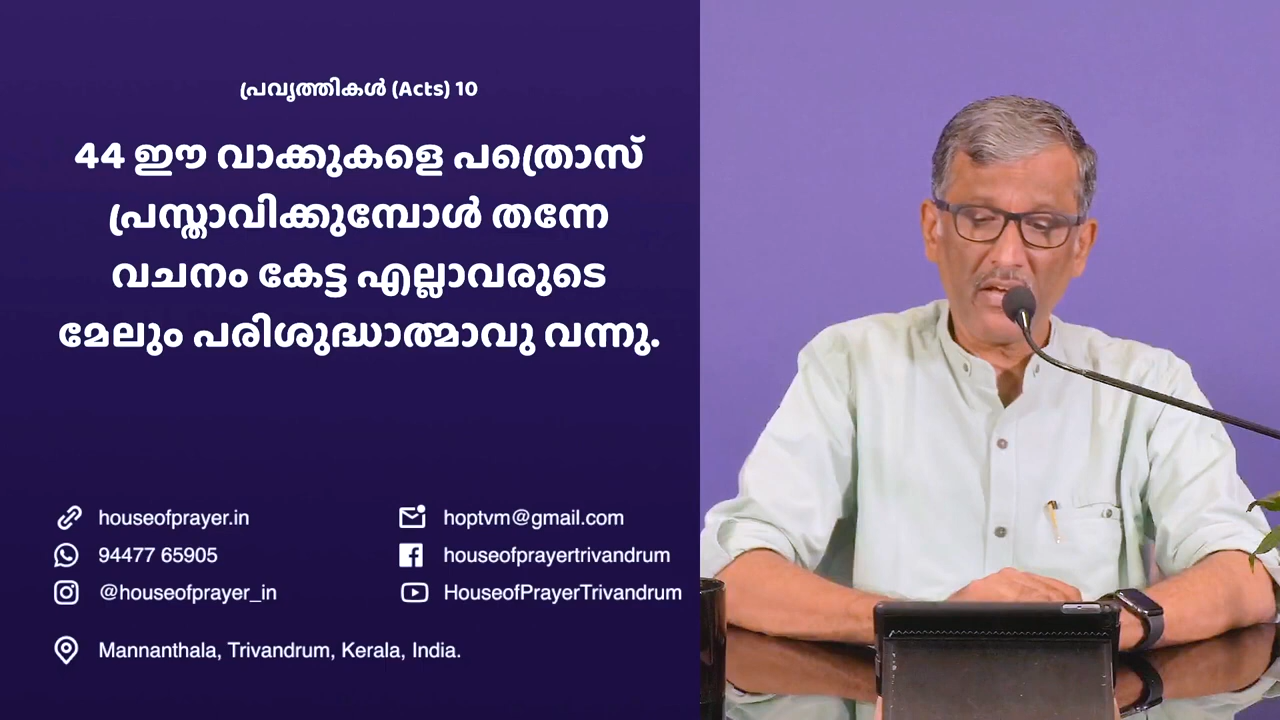 പ്രവൃത്തികൾ (Acts) 10
44 ഈ വാക്കുകളെ പത്രൊസ്
പ്രസ്താവിക്കുമ്പോൾ തന്നേ
വചനം കേട്ട എല്ലാവരുടെ
മേലും പരിശുദ്ധാത്മാവു വന്നു.
houseofprayer.in
hoptvm@gmail.com
94477 65905
houseofprayertrivandrum
@houseofprayer_in
HouseofPrayerTrivandrum
Mannanthala, Trivandrum, Kerala, India.